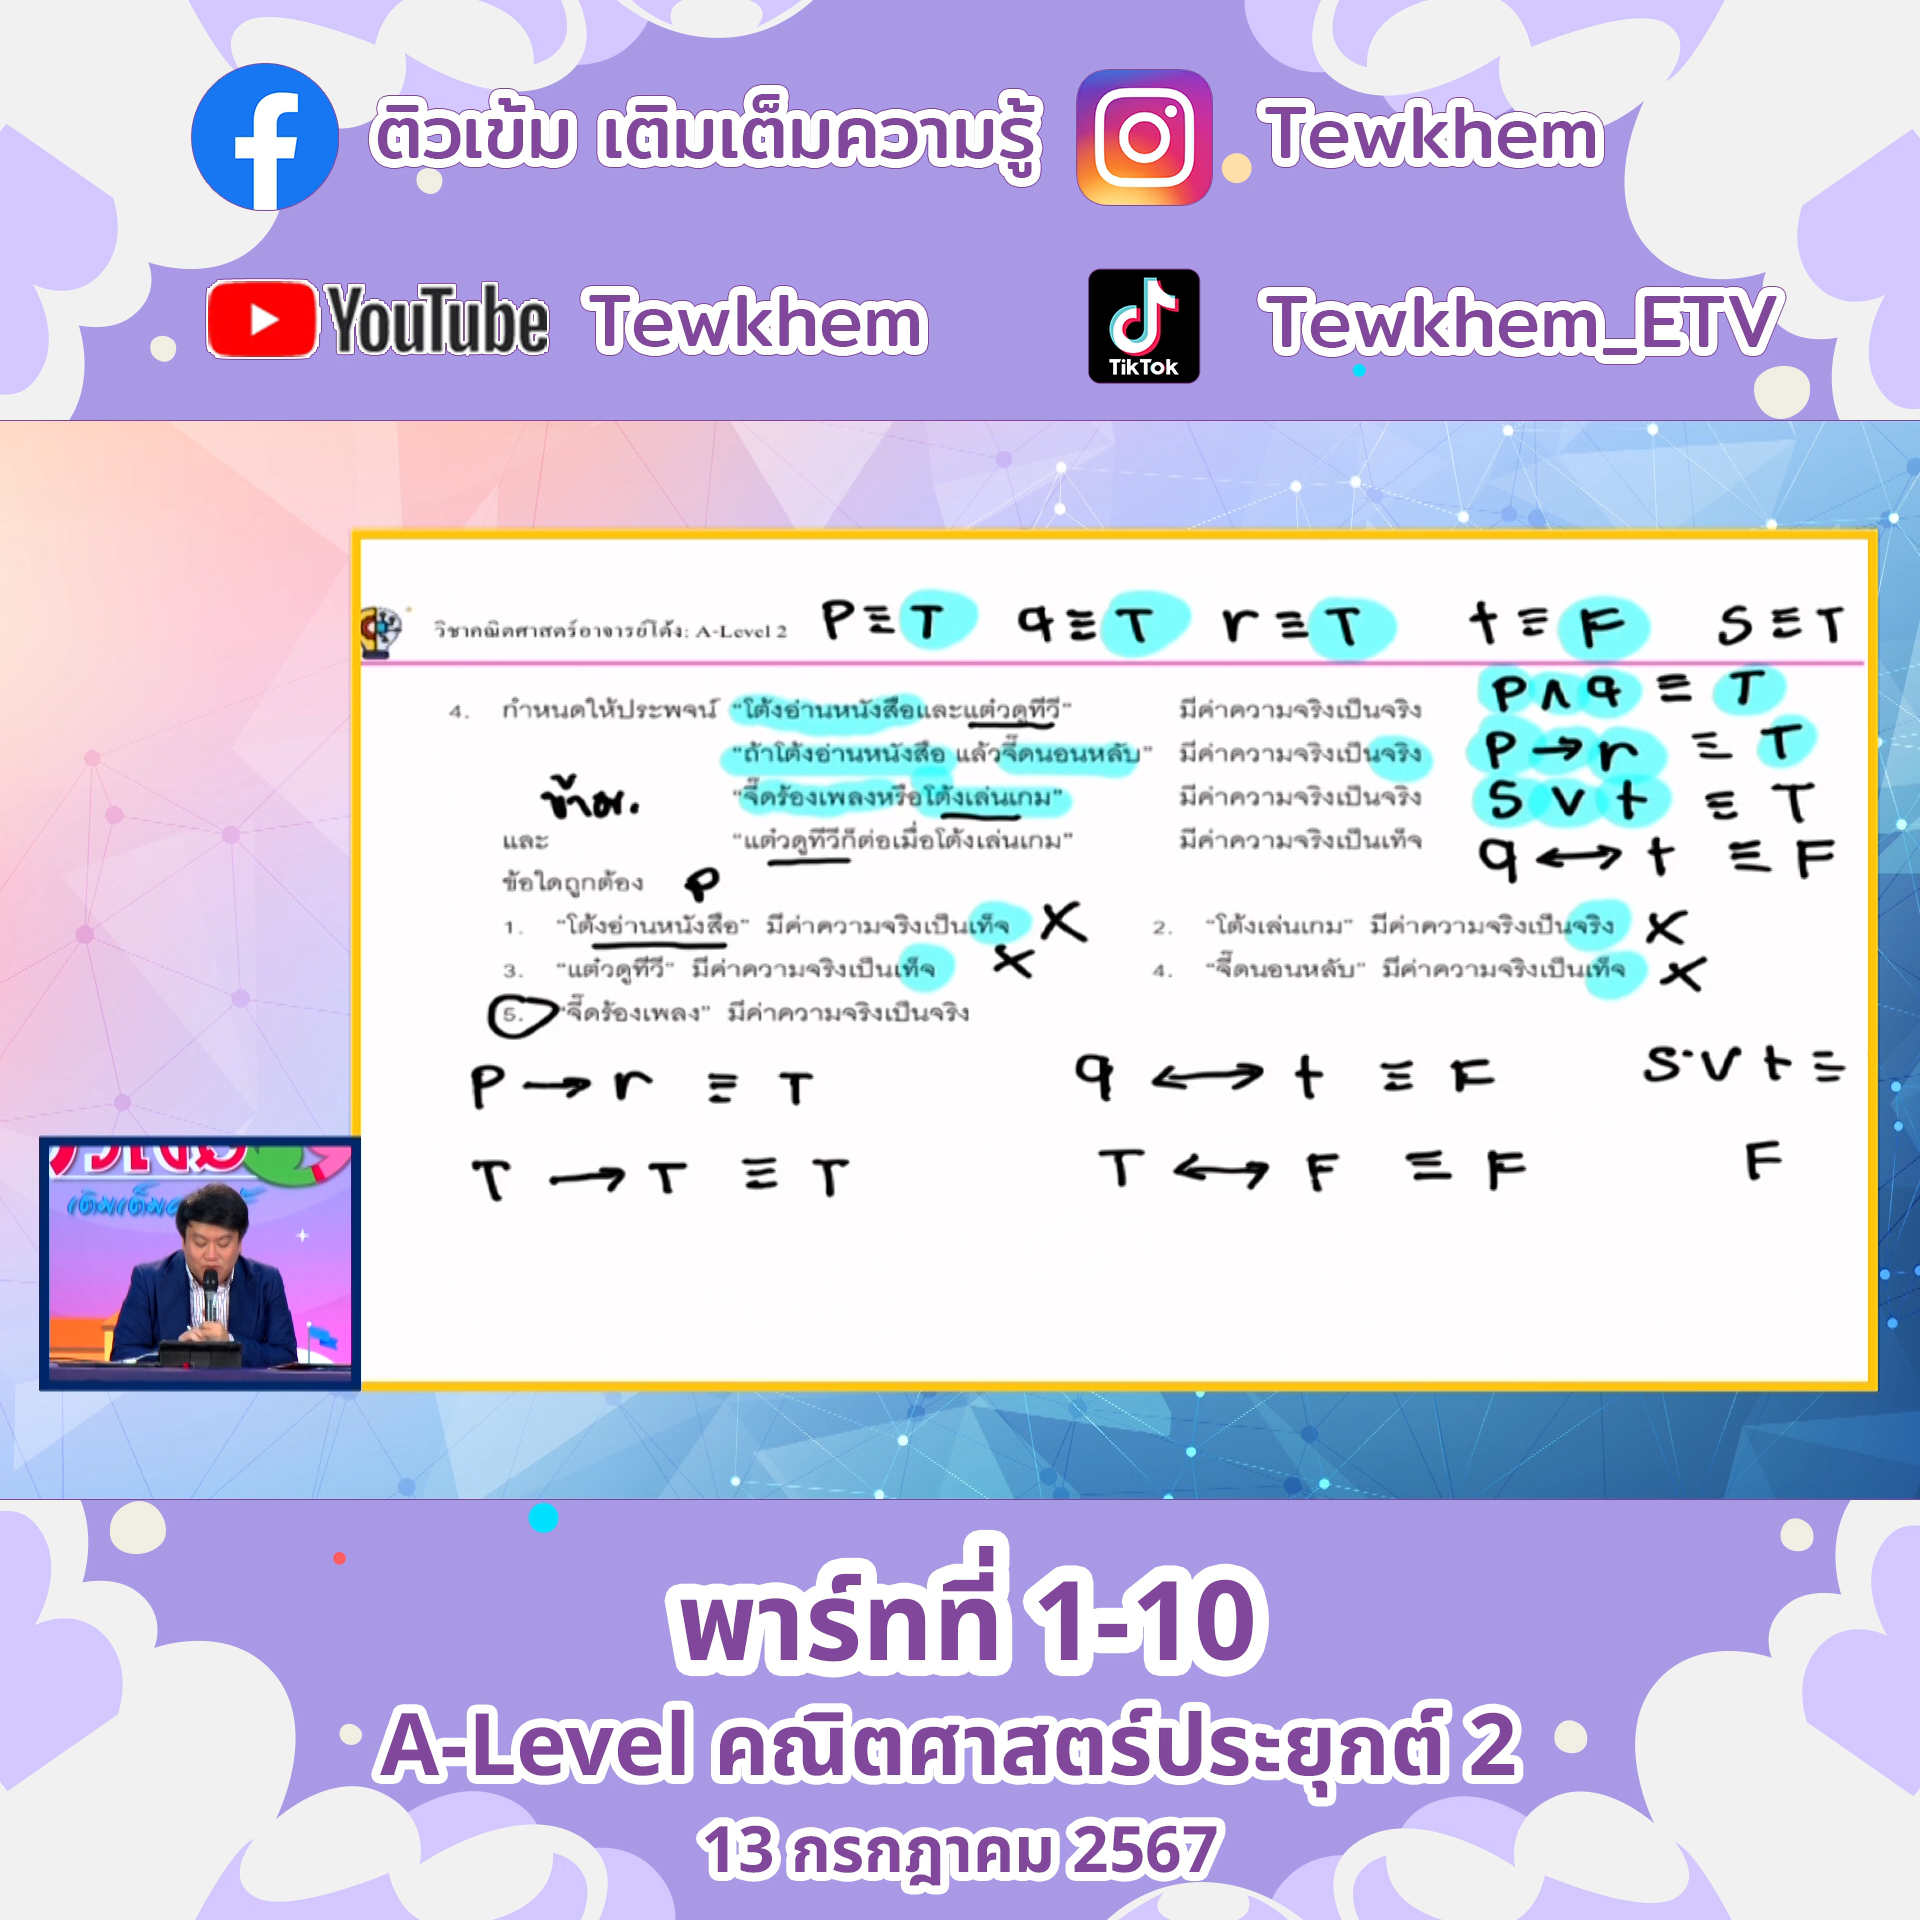 ติวเข้ม เติมเต็มความรู้
Tewkhem
YouTube Tewkhem
TikTok
Tewkhem_ETV
วิชาคณิตศาสตร์อาจารย์โต้ง: A-Level 2
P ≡ T q ≡ T r ≡ T t ≡ F S ≡ T
4. กำหนดให้ประพจน์ "โต้งอ่านหนังสือและแต๋วดูทีวี" มีค่าความจริงเป็นจริง P ∧ q ≡ T
"ถ้าโต้งอ่านหนังสือ แล้วจี๊ดนอนหลับ" มีค่าความจริงเป็นจริง P → r ≡ T
"จี๊ดร้องเพลงหรือโต้งเล่นเกม" มีค่าความจริงเป็นจริง S ∨ t ≡ T
และ "แต๋วดูทีวีก็ต่อเมื่อโต้งเล่นเกม" มีค่าความจริงเป็นเท็จ q ↔ t ≡ F
ข้อใดถูกต้อง P
1. "โต้งอ่านหนังสือ" มีค่าความจริงเป็นเท็จ X
2. "โต้งเล่นเกม" มีค่าความจริงเป็นจริง X
3. "แต๋วดูทีวี" มีค่าความจริงเป็นเท็จ X
4. "จี๊ดนอนหลับ" มีค่าความจริงเป็นเท็จ X
5. "จี๊ดร้องเพลง" มีค่าความจริงเป็นจริง
P → r ≡ T q ↔ t ≡ F S ∨ t ≡
T → T ≡ T T ↔ F ≡ F F
เติมเต็ม
พาร์ทที่ 1-10
A-Level คณิตศาสตร์ประยุกต์ 2
13 กรกฎาคม 2567